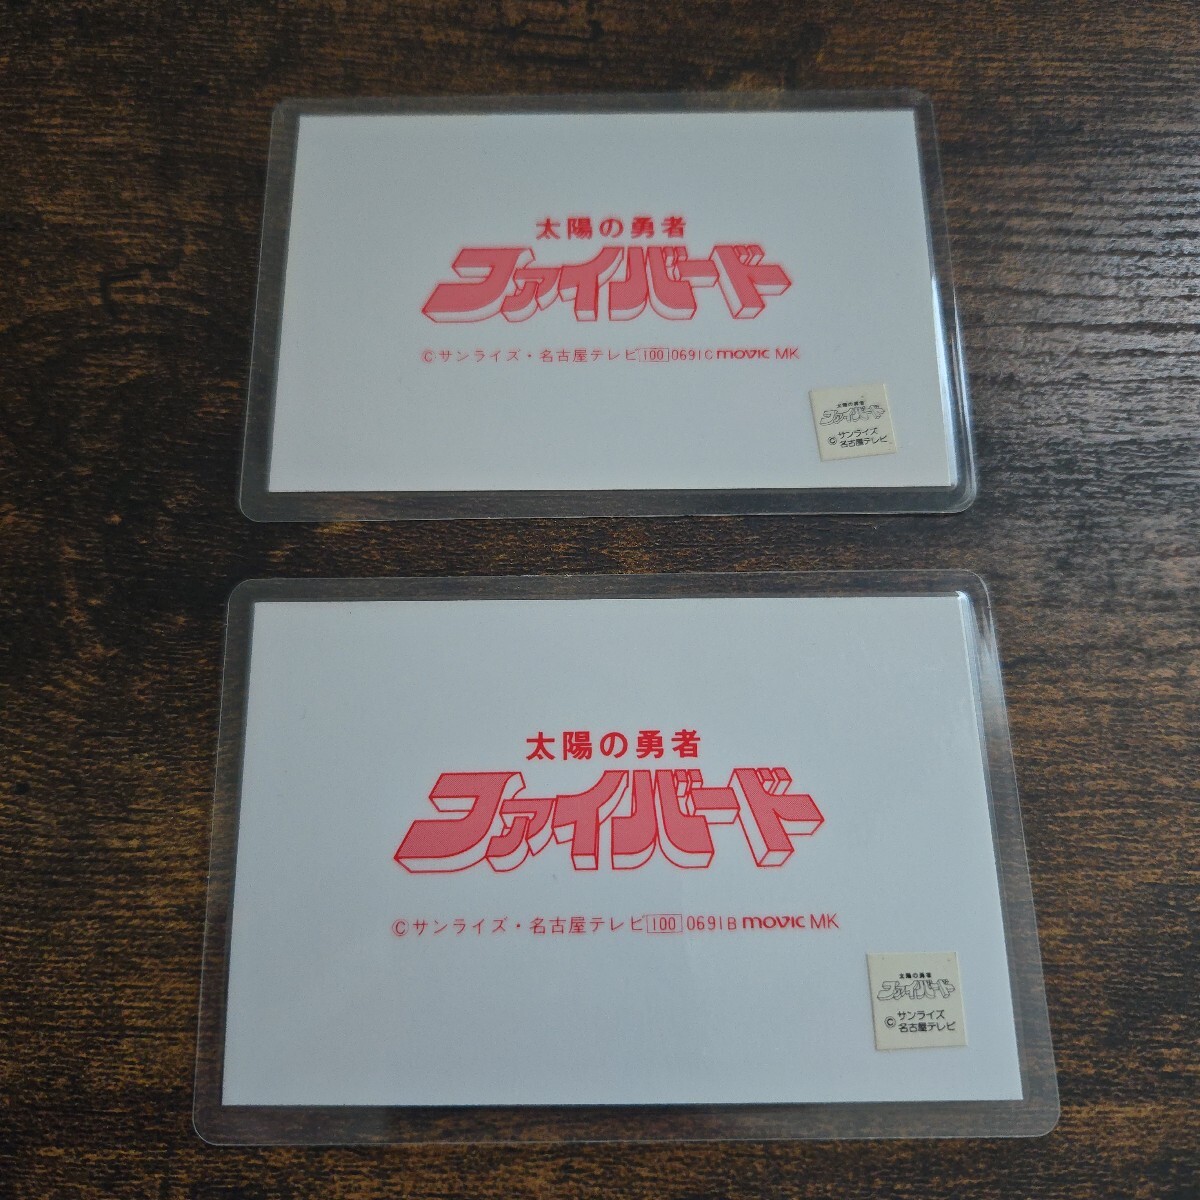 太陽の勇者
ファイバード
©サンライズ・名古屋テレビ 100 0691C movic MK
太陽の勇者
ファイバード
© サンライズ
名古屋テレビ
太陽の勇者
ファイバード
©サンライズ・名古屋テレビ 100 0691B movic MK
太陽の勇者
ファイバード
© サンライズ
名古屋テレビ